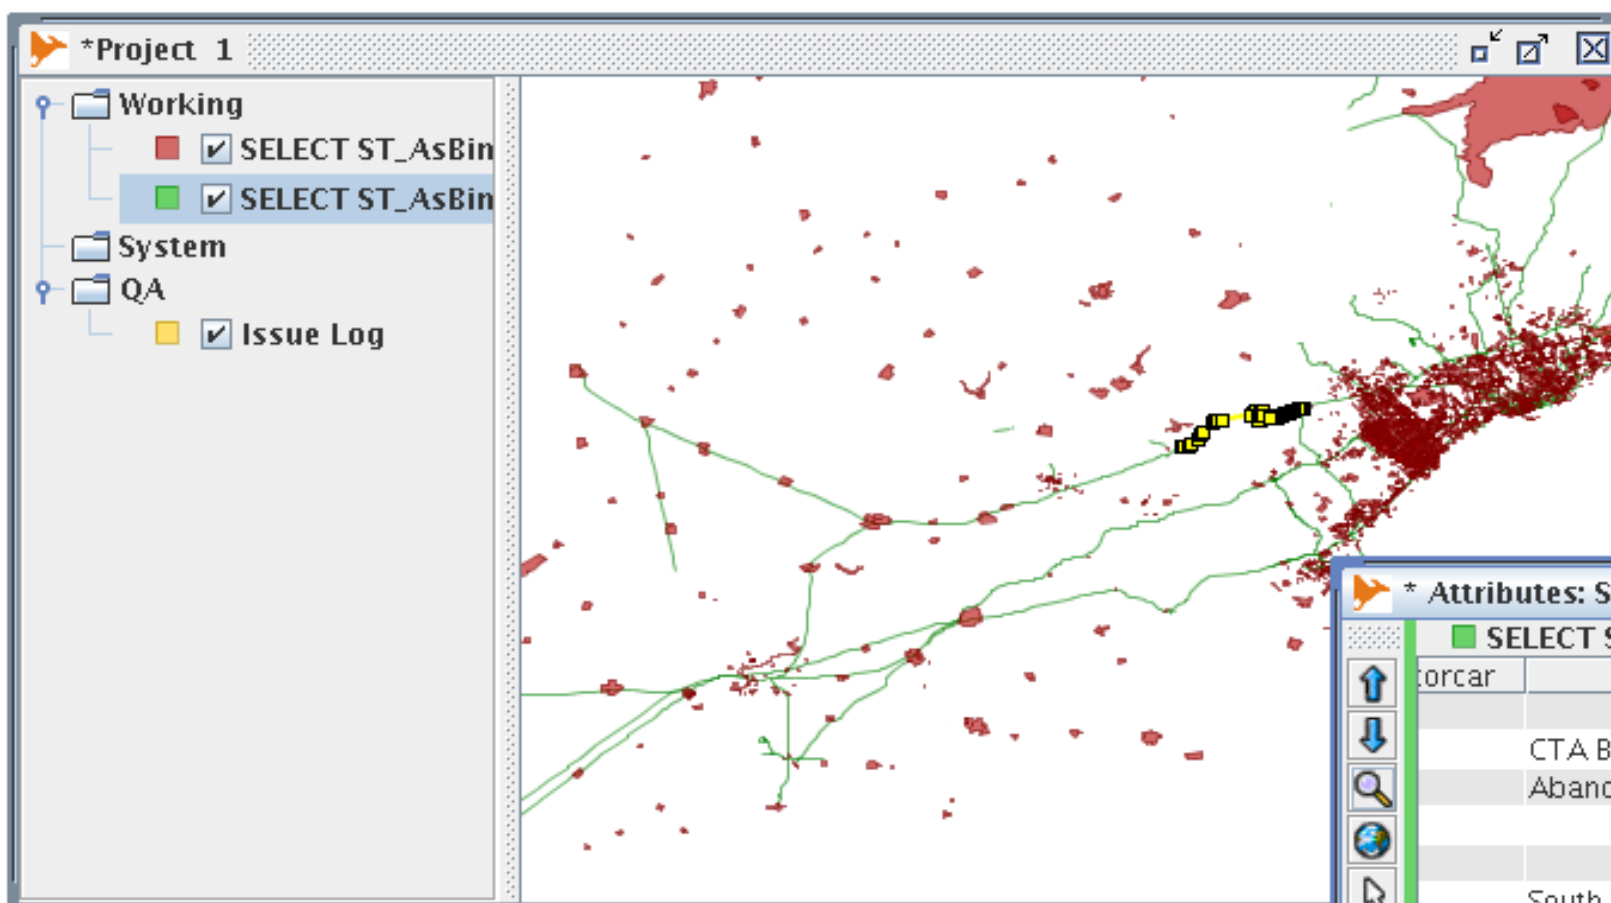 *Project 1
Working
SELECT ST_AsBin
SELECT ST_AsBin
System
QA
Issue Log
* Attributes: S
SELECT S
torcar
CTA B
Aband
South